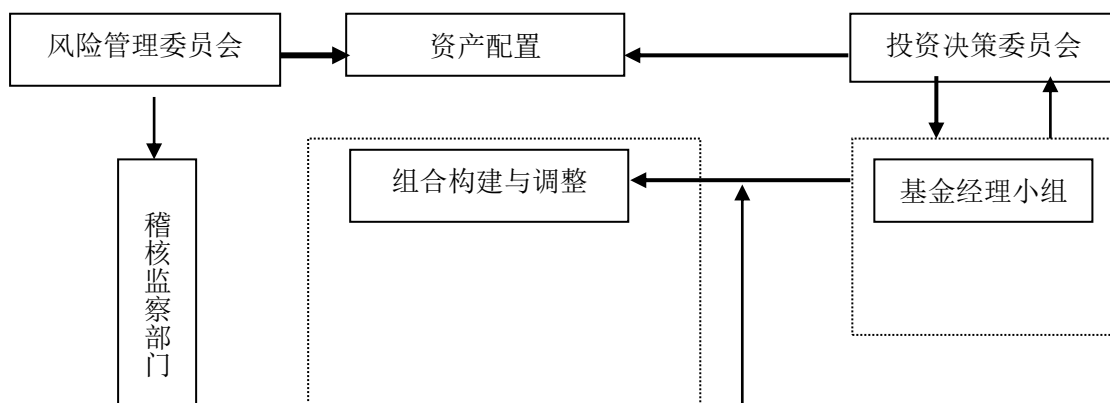 风险管理委员会
资产配置
投资决策委员会
组合构建与调整
基金经理小组
稽核监察部门